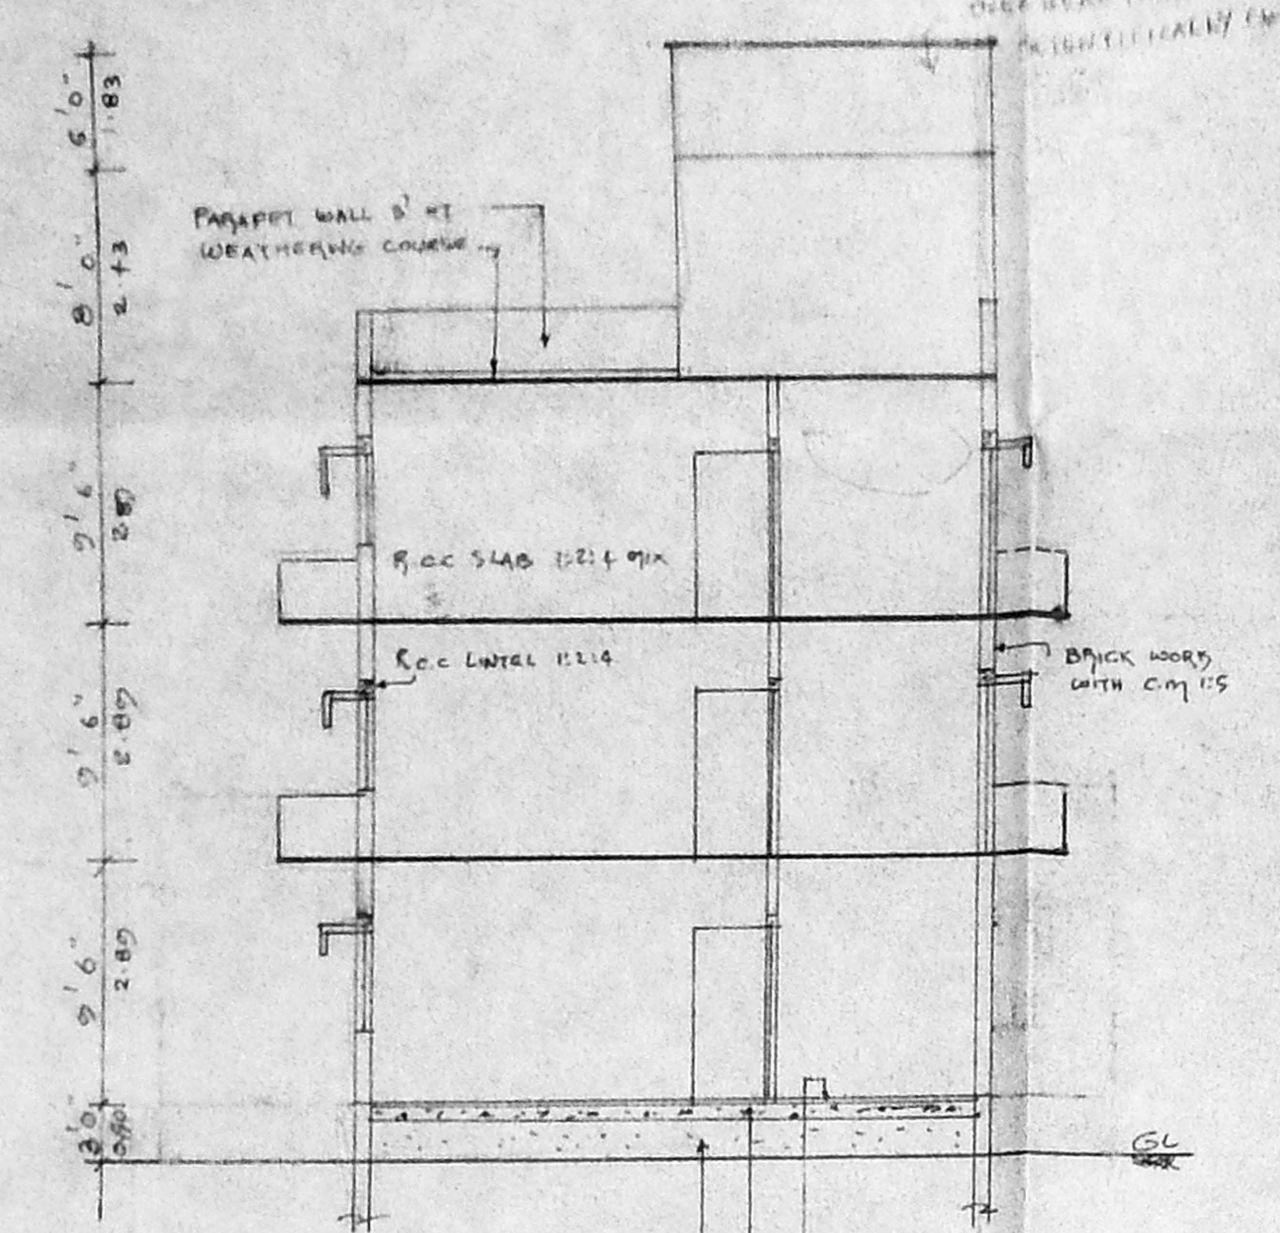 SCIENTIFICALLY
6'0"
1.83
PARAPET WALL 3' HT
WEATHERING COURSE
8'0"
2.43
9'6"
2.89
R.C.C SLAB 1:2:4 MIX
R.C.C LINTEL 1:2:4
BRICK WORK
WITH C.M 1:5
9'6"
2.89
9'6"
2.89
0.90
GL